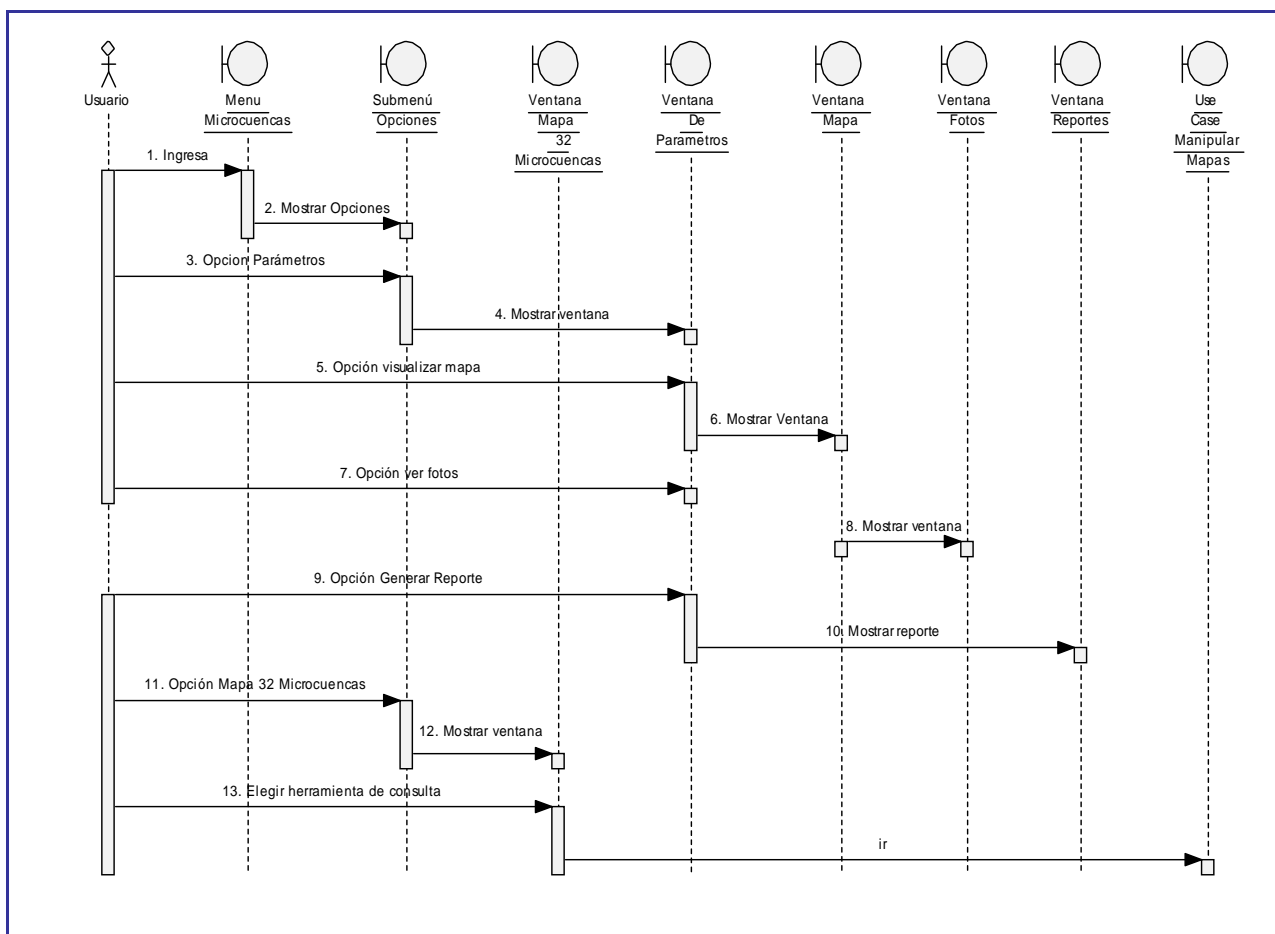 Usuario
Menu
Microcuencas
Submenú
Opciones
Ventana
Mapa
32
Microcuencas
Ventana
De
Parametros
Ventana
Mapa
Ventana
Fotos
Ventana
Reportes
Use
Case
Manipular
Mapas
1. Ingresa
2. Mostrar Opciones
3. Opcion Parámetros
4. Mostrar ventana
5. Opción visualizar mapa
6. Mostrar Ventana
7. Opción ver fotos
8. Mostrar ventana
9. Opción Generar Reporte
10. Mostrar reporte
11. Opción Mapa 32 Microcuencas
12. Mostrar ventana
13. Elegir herramienta de consulta
ir